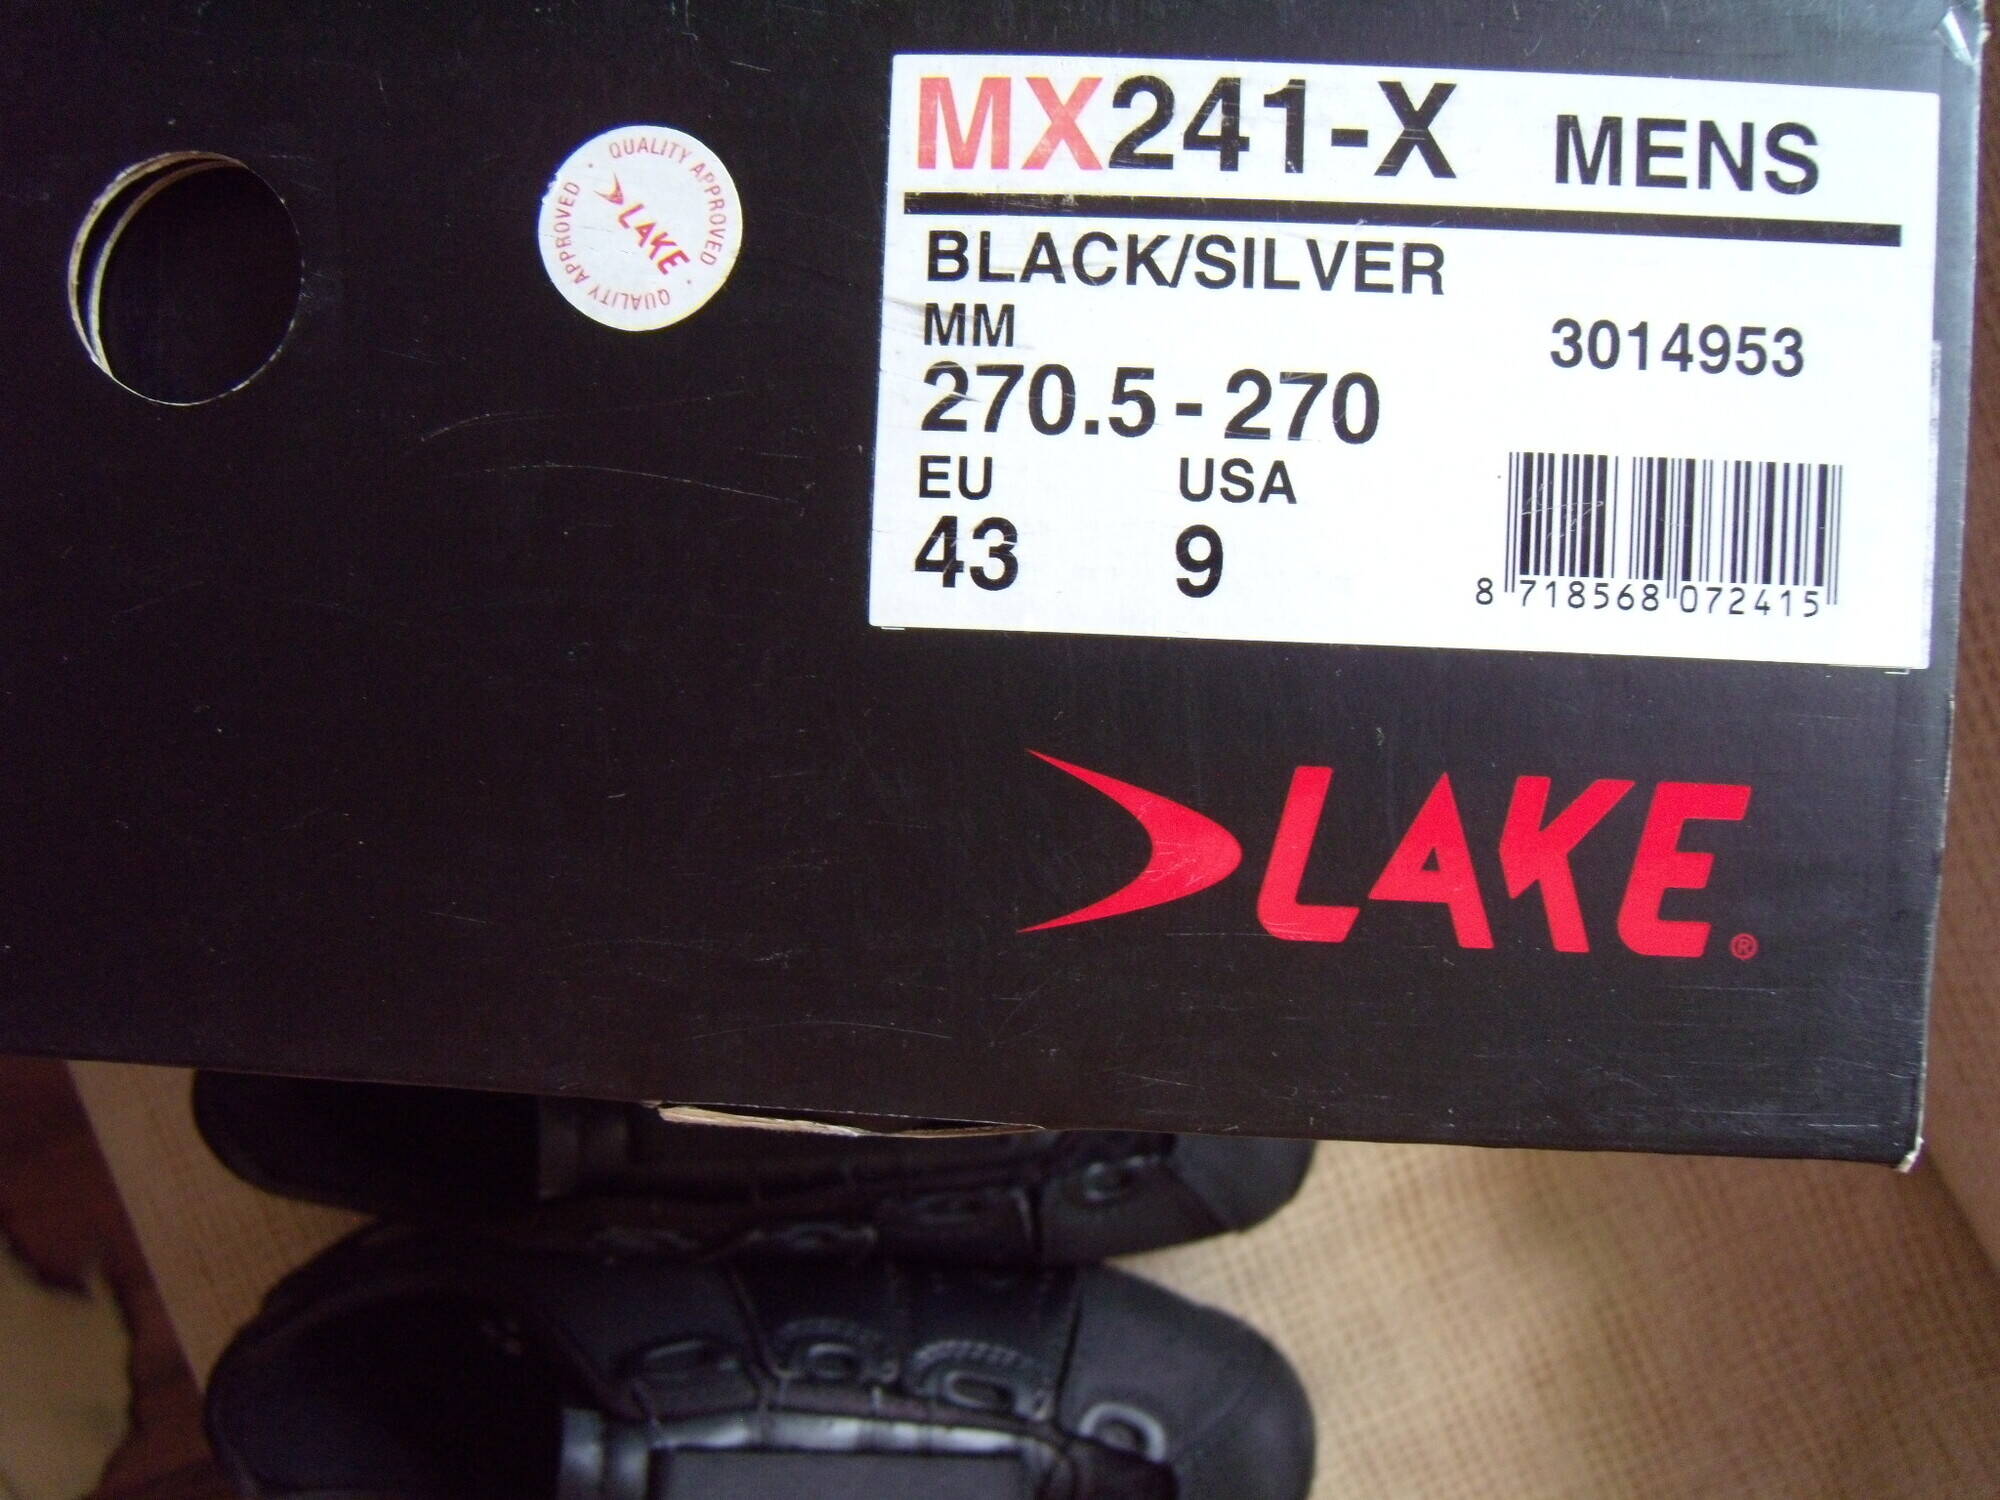 MX241-X MENS
BLACK/SILVER
MM
3014953
270.5 - 270
EU USA
43 9
8 718568 072415
QUALITY APPROVED · QUALITY APPROVED ·
LAKE
LAKE®